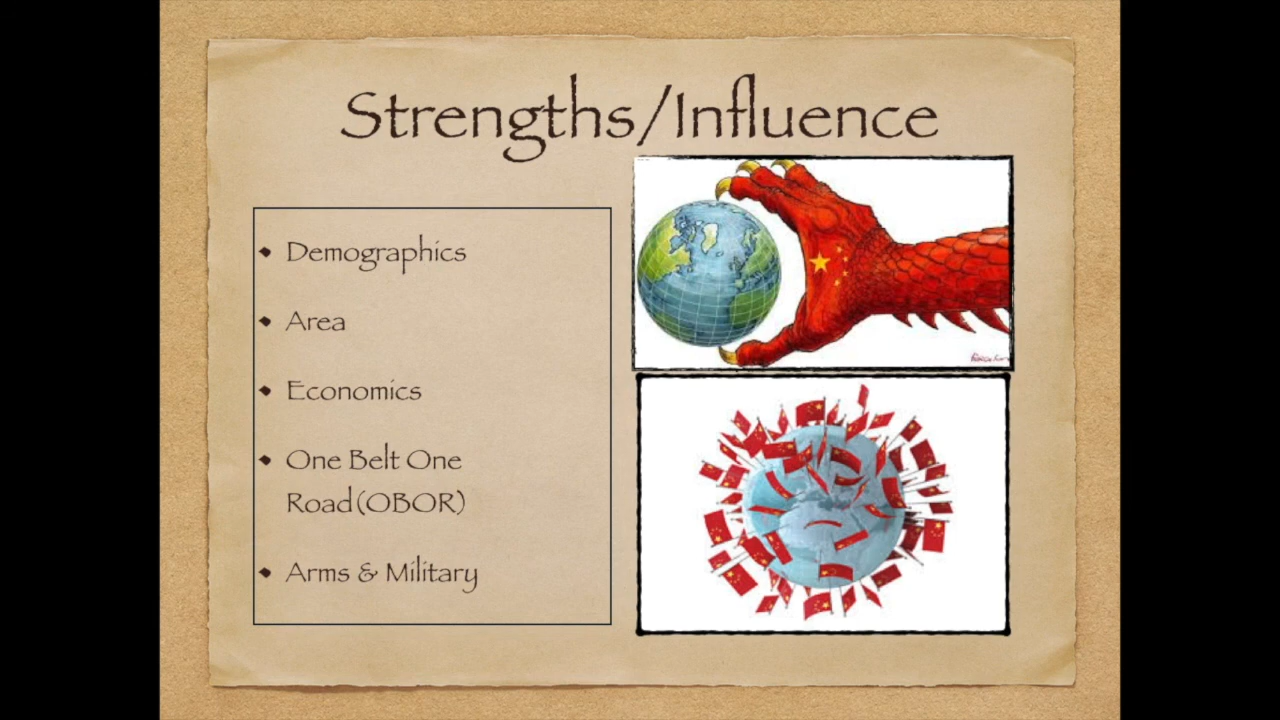 Strengths/Influence
• Demographics
• Area
• Economics
• One Belt One
Road(OBOR)
• Arms & Military